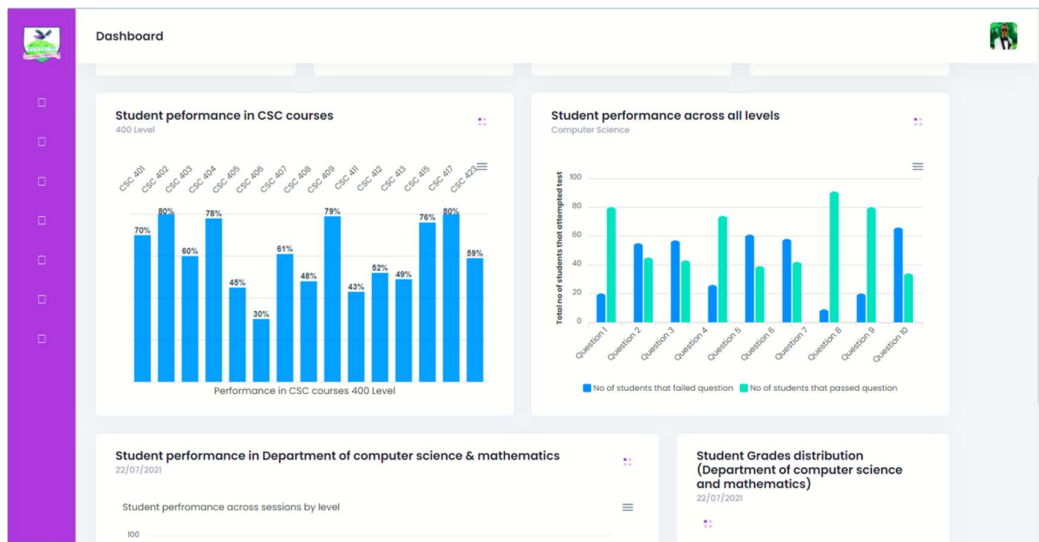 Dashboard
Student peformance in CSC courses
400 Level
CSC 401
CSC 402
CSC 403
CSC 404
CSC 405
CSC 406
CSC 407
CSC 408
CSC 409
CSC 411
CSC 412
CSC 413
CSC 415
CSC 417
CSC 423
70%
80%
60%
78%
45%
30%
61%
48%
79%
43%
52%
49%
76%
80%
59%
Performance in CSC courses 400 Level
Student performance across all levels
Computer Science
Total no of students that attempted test
100
80
60
40
20
0
Question 1
Question 2
Question 3
Question 4
Question 5
Question 6
Question 7
Question 8
Question 9
Question 10
No of students that failed question
No of students that passed question
Student performance in Department of computer science & mathematics
22/07/2021
Student perfromance across sessions by level
100
Student Grades distribution
(Department of computer science
and mathematics)
22/07/2021